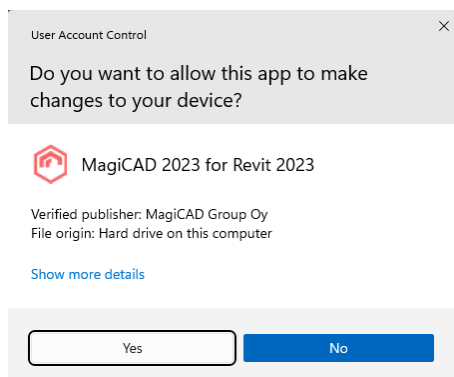 User Account Control
Do you want to allow this app to make
changes to your device?
MagiCAD 2023 for Revit 2023
Verified publisher: MagiCAD Group Oy
File origin: Hard drive on this computer
Show more details
Yes
No